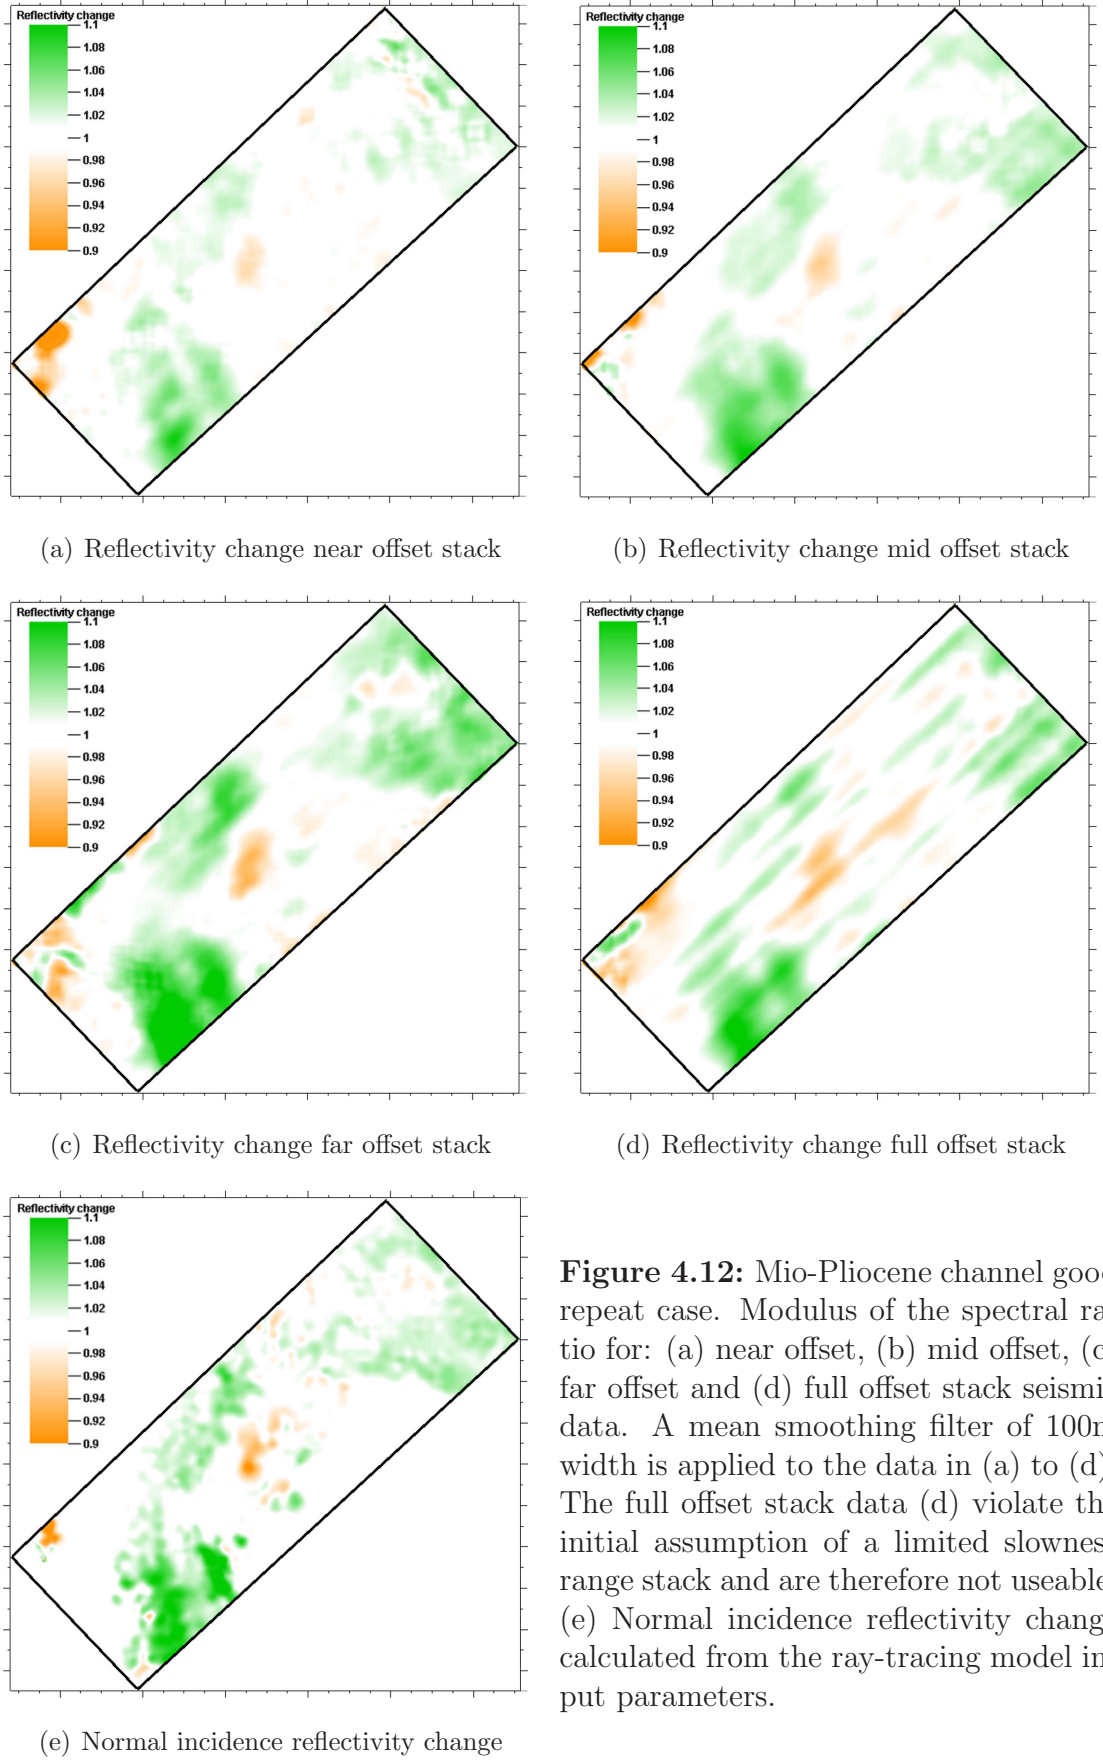 Reflectivity change
1.1
1.08
1.06
1.04
1.02
1
0.98
0.96
0.94
0.92
0.9
Reflectivity change
1.1
1.08
1.06
1.04
1.02
1
0.98
0.96
0.94
0.92
0.9
(a) Reflectivity change near offset stack
(b) Reflectivity change mid offset stack
Reflectivity change
1.1
1.08
1.06
1.04
1.02
1
0.98
0.96
0.94
0.92
0.9
Reflectivity change
1.1
1.08
1.06
1.04
1.02
1
0.98
0.96
0.94
0.92
0.9
(c) Reflectivity change far offset stack
(d) Reflectivity change full offset stack
Reflectivity change
1.1
1.08
1.06
1.04
1.02
1
0.98
0.96
0.94
0.92
0.9
(e) Normal incidence reflectivity change
Figure 4.12: Mio-Pliocene channel good
repeat case. Modulus of the spectral ra
tio for: (a) near offset, (b) mid offset, (c
far offset and (d) full offset stack seismi
data. A mean smoothing filter of 100m
width is applied to the data in (a) to (d)
The full offset stack data (d) violate th
initial assumption of a limited slownes
range stack and are therefore not useable
(e) Normal incidence reflectivity chang
calculated from the ray-tracing model in
put parameters.